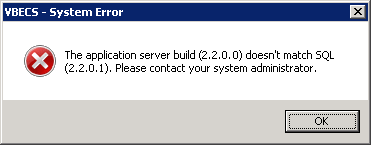 VBECS - System Error
The application server build (2.2.0.0) doesn't match SQL
(2.2.0.1). Please contact your system administrator.
OK